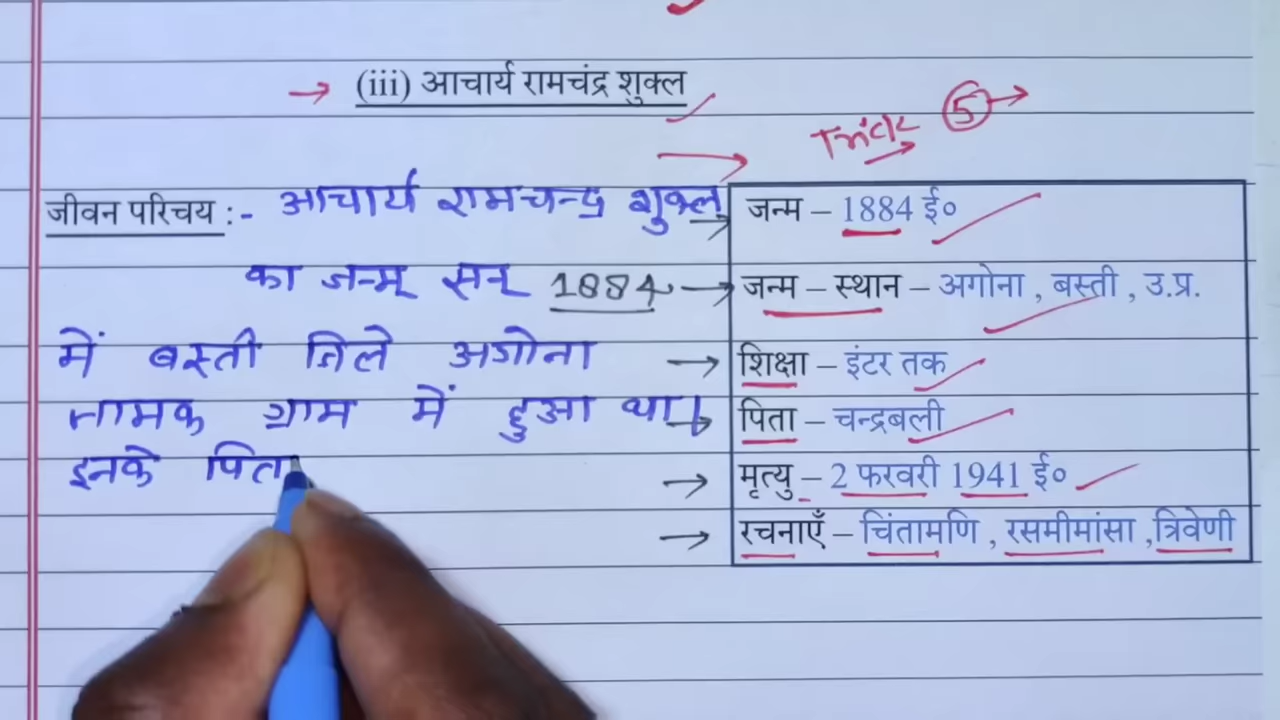 (iii) आचार्य रामचंद्र शुक्ल
Trick 5
जीवन परिचय :- आचार्य रामचन्द्र शुक्ल
का जन्म सन् 1884
में बस्ती जिले अगोना
नामक ग्राम में हुआ था।
इनके पिता
जन्म – 1884 ई०
जन्म – स्थान – अगोना , बस्ती , उ.प्र.
शिक्षा – इंटर तक
पिता – चन्द्रबली
मृत्यु – 2 फरवरी 1941 ई०
रचनाएँ – चिंतामणि , रसमीमांसा ,त्रिवेणी